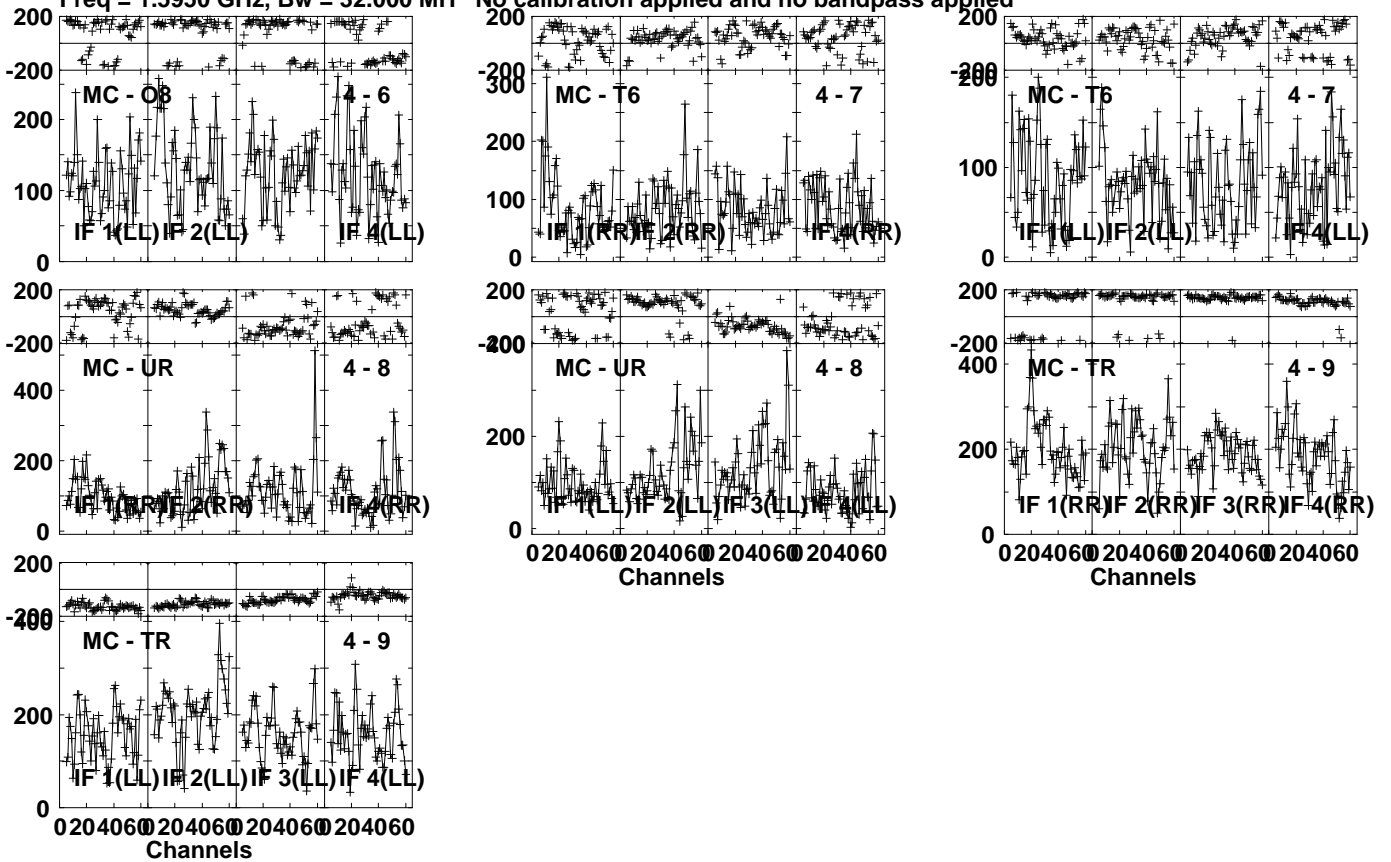 Freq = 1.5950 GHz, Bw = 32.000 MH No calibration applied and no bandpass applied
200
-200
MC - O8 4 - 6
200
100
0
IF 1(LL) IF 2(LL) IF 4(LL)
200
-200
300
MC - T6 4 - 7
200
100
0
IF 1(RR) IF 2(RR) IF 4(RR)
200
-200
200
MC - T6 4 - 7
100
0
IF 1(LL) IF 2(LL) IF 4(LL)
200
-200
MC - UR 4 - 8
400
200
0
IF 1(RR) IF 2(RR) IF 4(RR)
200
-200
400
MC - UR 4 - 8
200
0
IF 1(LL) IF 2(LL) IF 3(LL) IF 4(LL)
0 20 40 60 0 20 40 60 0 20 40 60 0 20 40 60
Channels
200
-200
400
MC - TR 4 - 9
200
0
IF 1(RR) IF 2(RR) IF 3(RR) IF 4(RR)
0 20 40 60 0 20 40 60 0 20 40 60 0 20 40 60
Channels
200
-200
400
MC - TR 4 - 9
200
0
IF 1(LL) IF 2(LL) IF 3(LL) IF 4(LL)
0 20 40 60 0 20 40 60 0 20 40 60 0 20 40 60
Channels